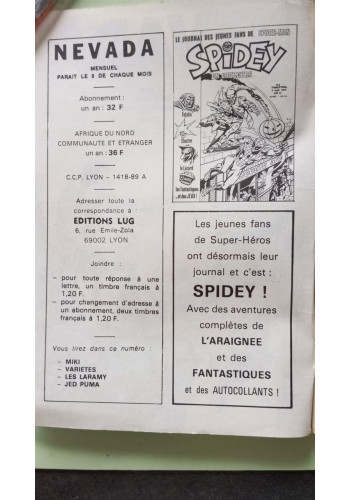 NEVADA
MENSUEL
PARAIT LE 5 DE CHAQUE MOIS
Abonnement :
un an : 32 F
AFRIQUE DU NORD
COMMUNAUTE ET ETRANGER
un an : 36 F
C.C.P. LYON – 1418-89 A
Adresser toute la
correspondance à
EDITIONS LUG
6, rue Emile-Zola
69002 LYON
Joindre :
– pour toute réponse à une
lettre, un timbre français à
1,20 F.
– pour changement d'adresse à
un abonnement, deux timbres
français à 1,20 F.
Vous lirez dans ce numéro :
– MIKI
– VARIETES
– LES LARAMY
– JED PUMA
LE JOURNAL DES JEUNES FANS DE SPIDER-MAN
SPIDEY
Les jeunes fans
de Super-Héros
ont désormais leur
journal et c'est :
SPIDEY !
Avec des aventures
complètes de
L'ARAIGNEE
et des
FANTASTIQUES
et des AUTOCOLLANTS !